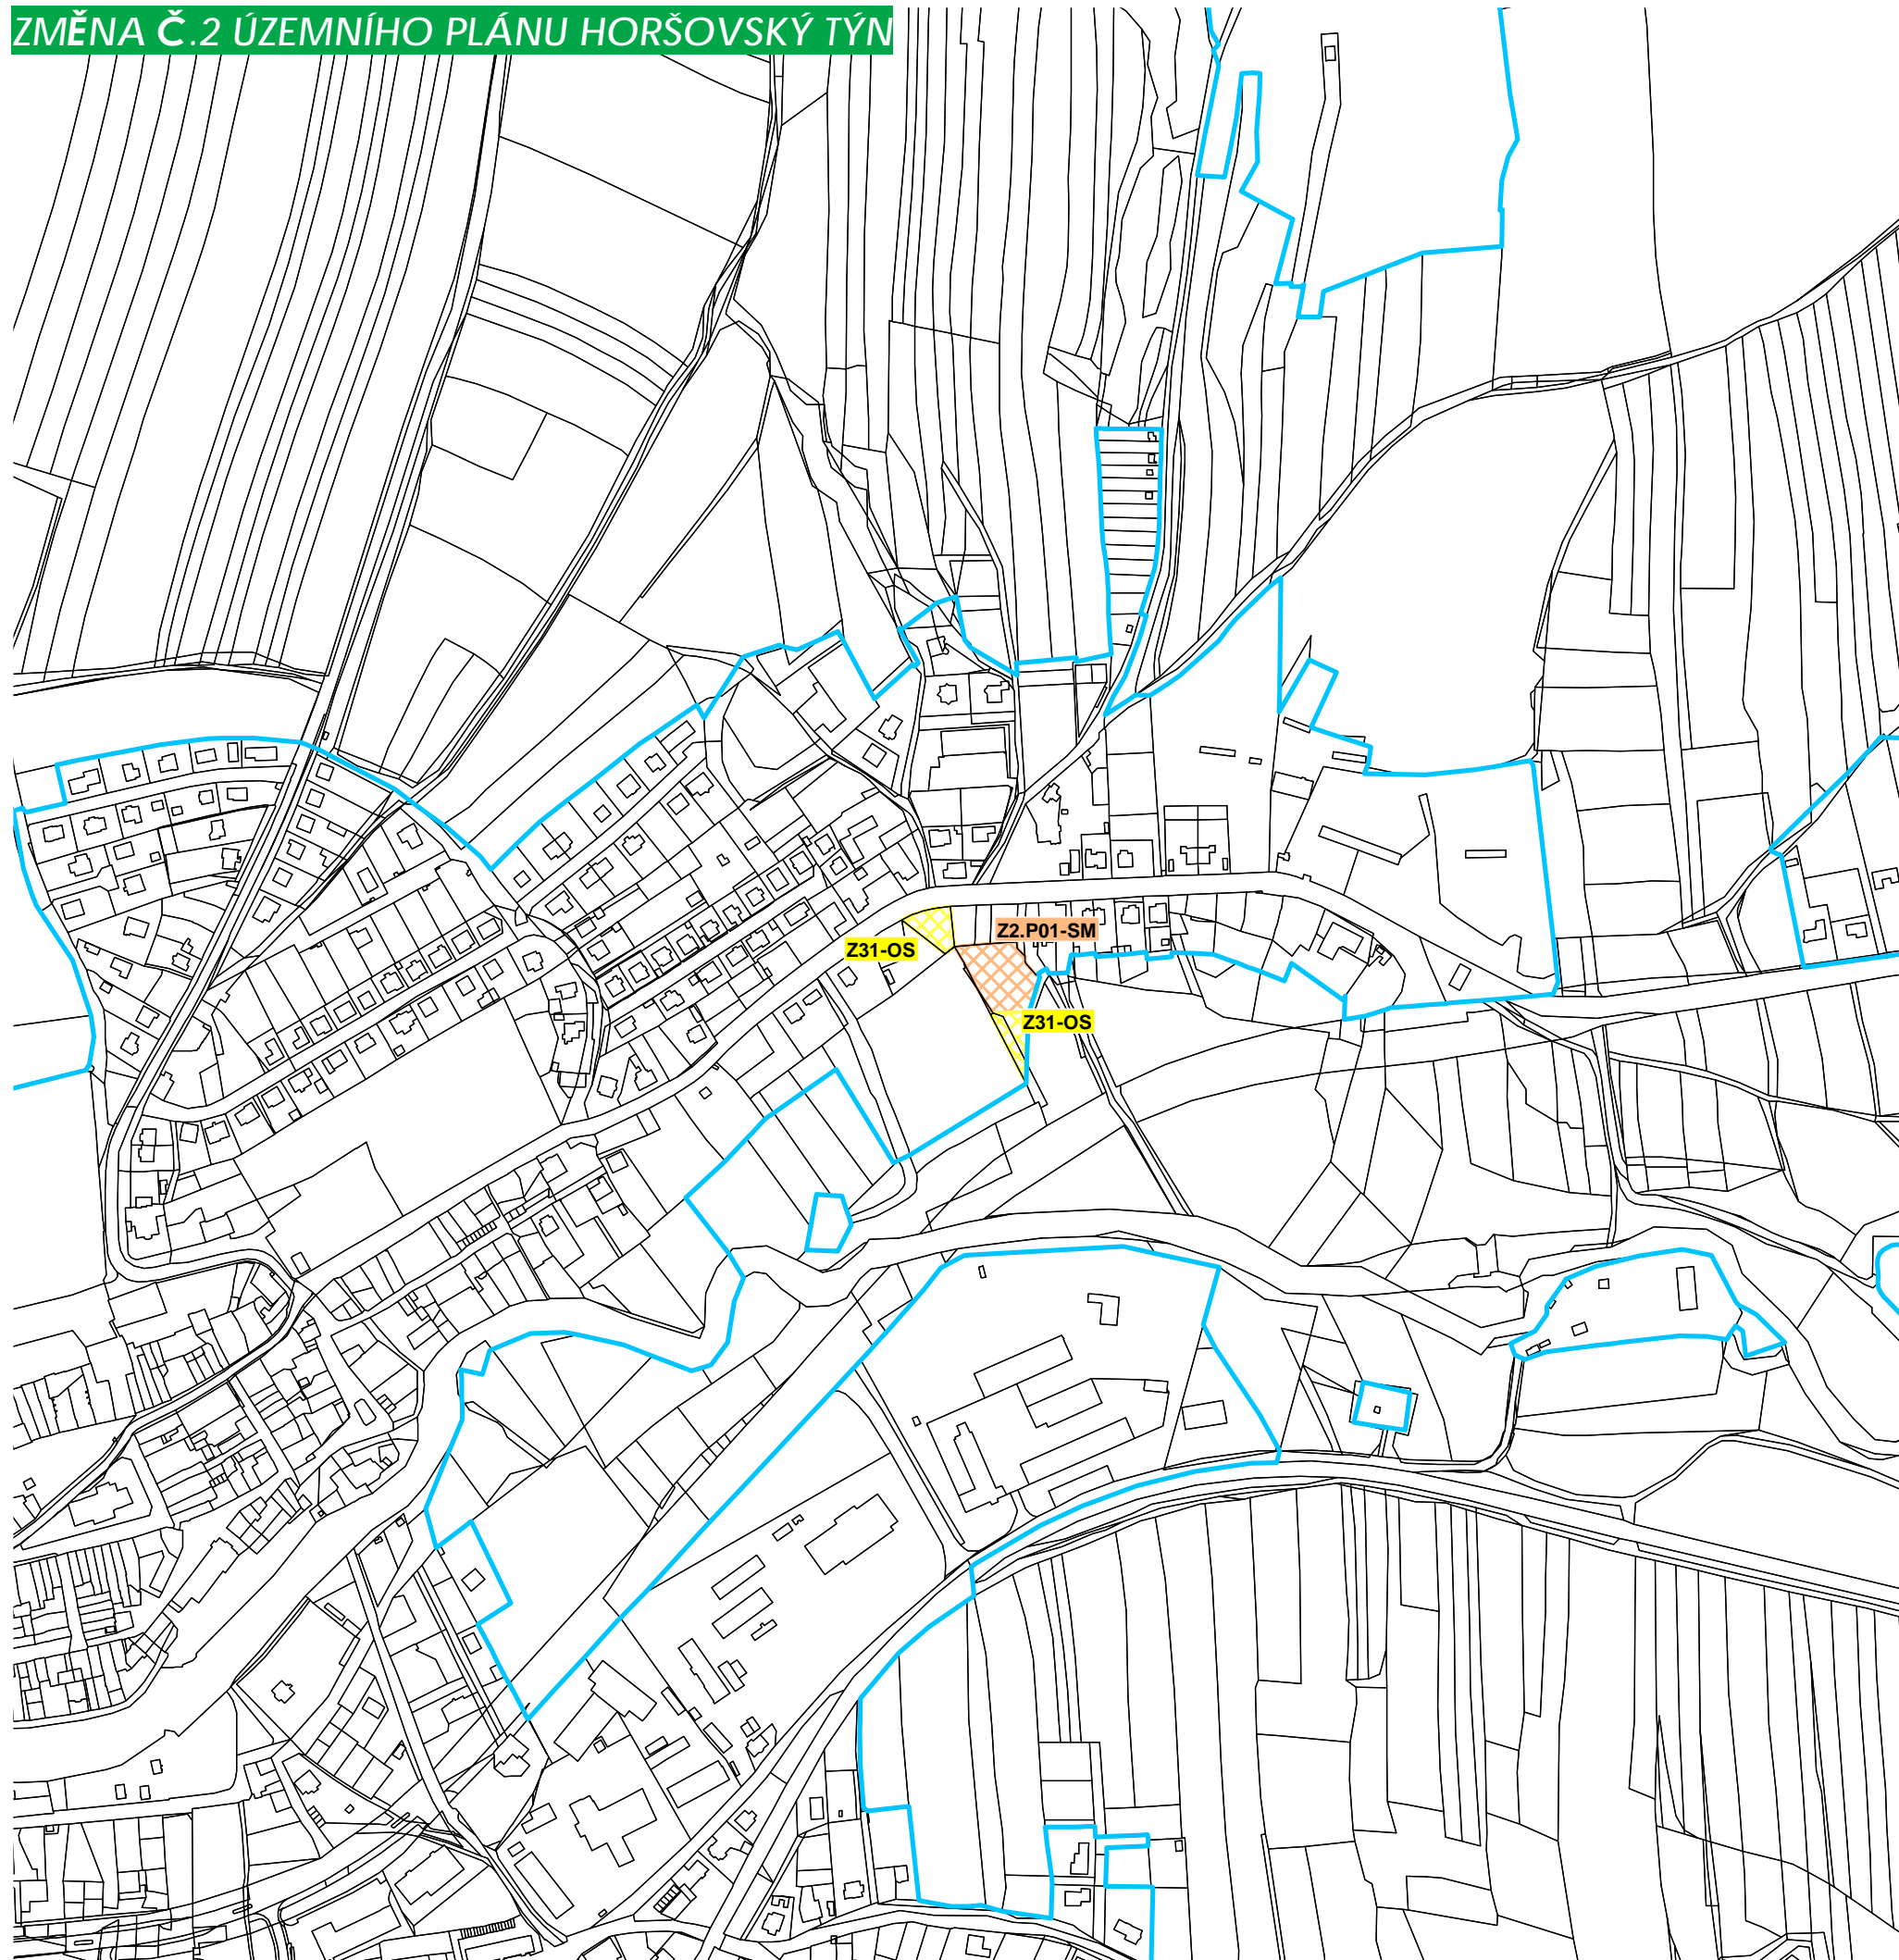 ZMĚNA Č.2 ÚZEMNÍHO PLÁNU HORŠOVSKÝ TÝN
Z2.P01-SM
Z31-OS
Z31-OS